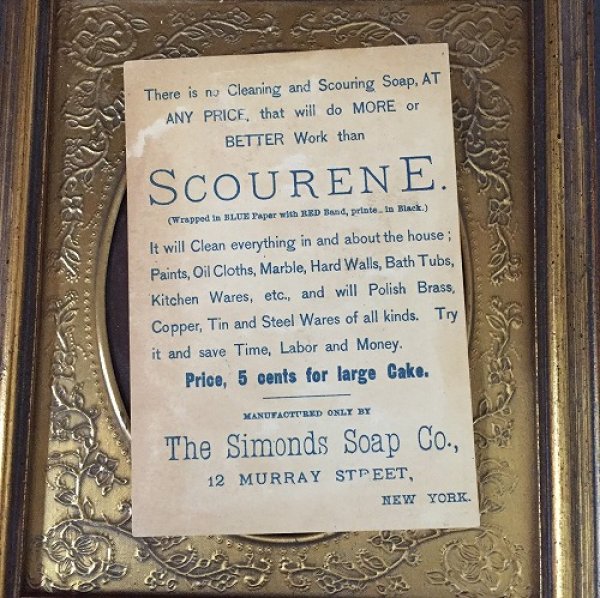 There is no Cleaning and Scouring Soap, AT
ANY PRICE, that will do MORE or
BETTER Work than
SCOURENE.
(Wrapped in BLUE Paper with RED Band, printe_ in Black.)
It will Clean everything in and about the house;
Paints, Oil Cloths, Marble, Hard Walls, Bath Tubs,
Kitchen Wares, etc., and will Polish Brass,
Copper, Tin and Steel Wares of all kinds. Try
it and save Time, Labor and Money.
Price, 5 cents for large Cake.
MANUFACTURED ONLY BY
The Simonds Soap Co.,
12 MURRAY STREET,
NEW YORK.